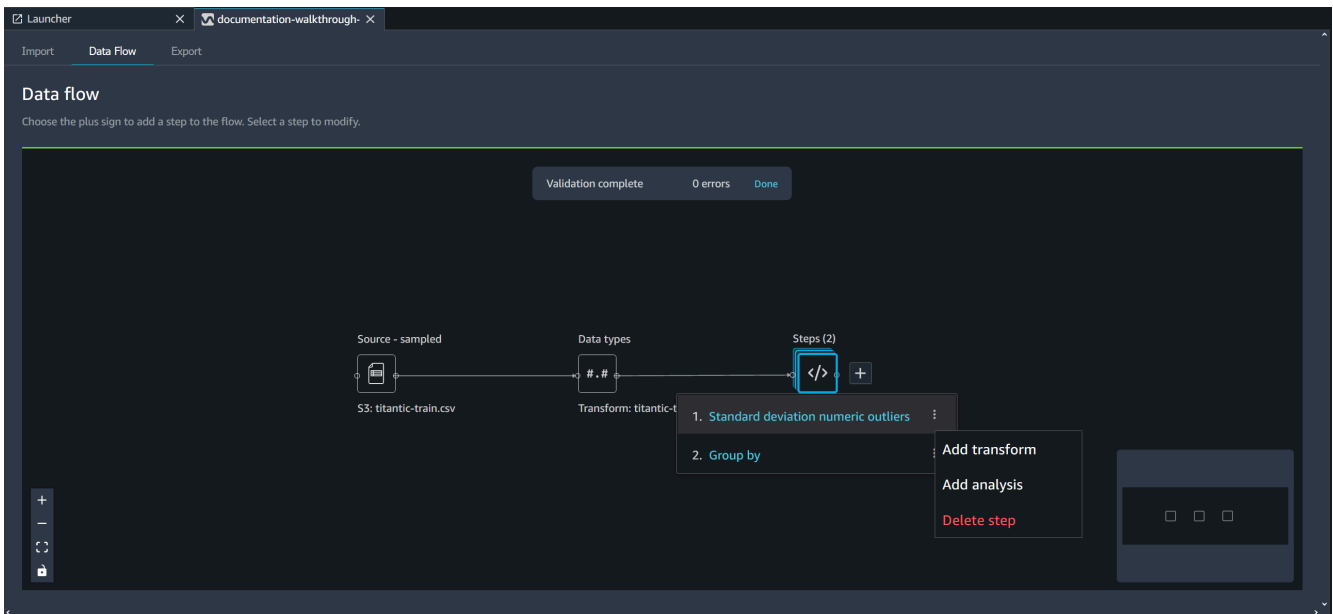 Launcher
documentation-walkthrough-
Import Data Flow Export
Data flow
Choose the plus sign to add a step to the flow. Select a step to modify.
Validation complete 0 errors Done
Source - sampled Data types Steps (2)
#.# </>
S3: titantic-train.csv Transform: titantic-t
1. Standard deviation numeric outliers
2. Group by
Add transform
Add analysis
Delete step